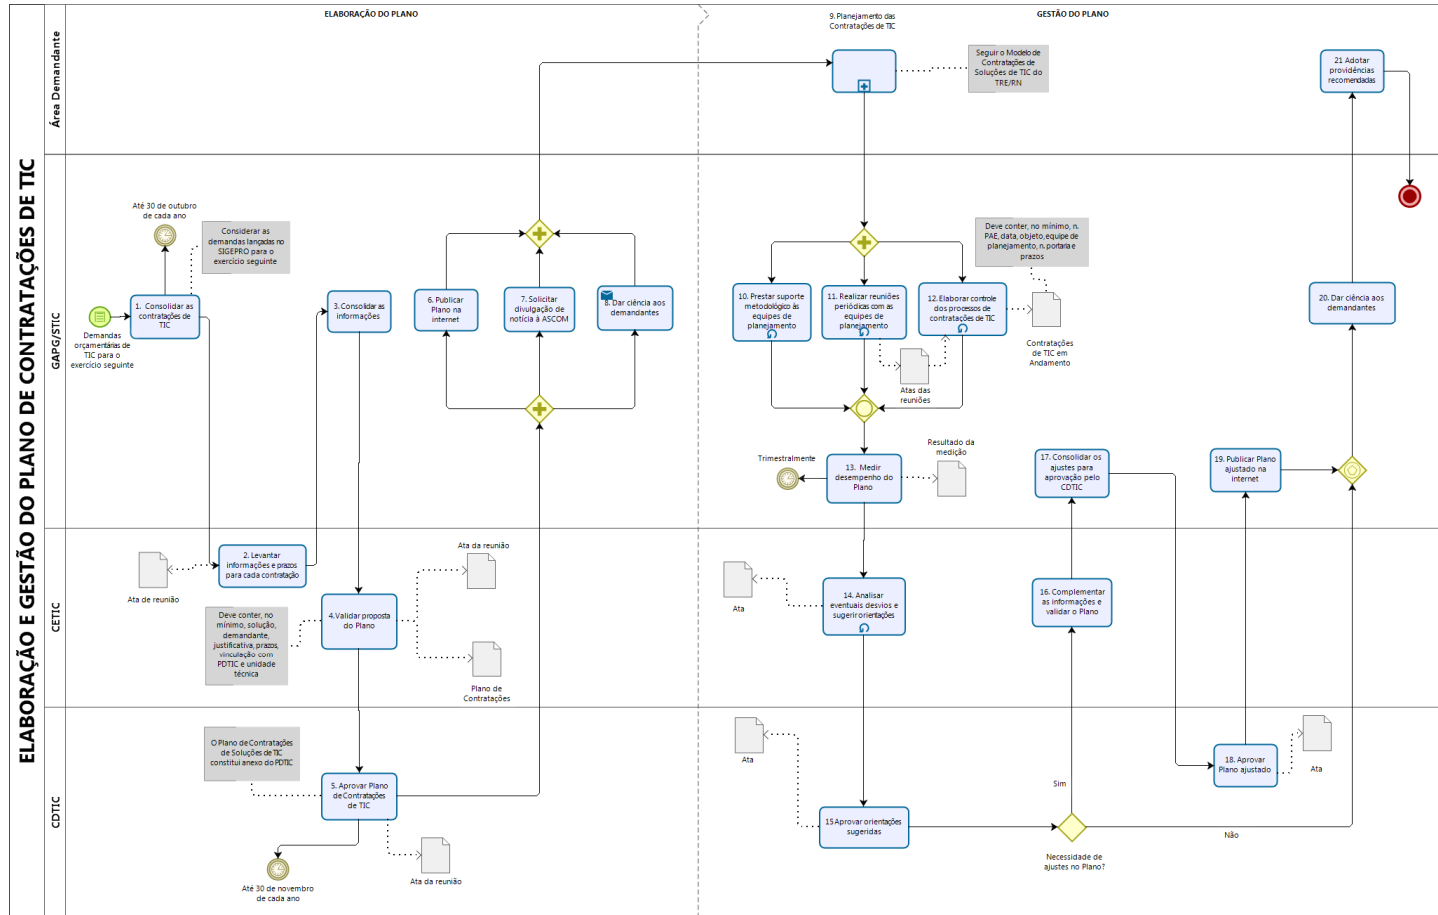 ELABORAÇÃO E GESTÃO DO PLANO DE CONTRATAÇÕES DE TIC
ELABORAÇÃO DO PLANO
GESTÃO DO PLANO
Área Demandante
GAPG/STIC
CETIC
CDTIC
9. Planejamento das
Contratações de TIC
Seguir o Modelo de
Contratações de
Soluções de TIC do
TRE/RN
21 Adotar
providências
recomendadas
Até 30 de outubro
de cada ano
Considerar as
demandas lançadas no
SIGEPRO para o
exercício seguinte
Demandas
orçamentárias de
TIC para o
exercício seguinte
1. Consolidar as
contratações de
TIC
3. Consolidar as
informações
6. Publicar
Plano na
internet
7. Solicitar
divulgação de
notícia à ASCOM
8. Dar ciência aos
demandantes
Deve conter, no mínimo, n.
PAE, data, objeto, equipe de
planejamento, n. portaria e
prazos
10. Prestar suporte
metodológico às
equipes de
planejamento
11. Realizar reuniões
periódicas com as
equipes de
planejamento
12. Elaborar controle
dos processos de
contratações de TIC
Contratações
de TIC em
Andamento
Atas das
reuniões
20. Dar ciência aos
demandantes
Trimestralmente
13. Medir
desempenho do
Plano
Resultado da
medição
17. Consolidar os
ajustes para
aprovação pelo
CDTIC
19. Publicar Plano
ajustado na
internet
Ata de reunião
2. Levantar
informações e prazos
para cada contratação
Deve conter, no
mínimo, solução,
demandante,
justificativa, prazos,
vinculação com
PDTIC e unidade
técnica
4. Validar proposta
do Plano
Ata da reunião
Plano de
Contratações
Ata
14. Analisar
eventuais desvios e
sugerir orientações
16. Complementar
as informações e
validar o Plano
O Plano de Contratações
de Soluções de TIC
constitui anexo do PDTIC
5. Aprovar Plano
de Contratações
de TIC
Até 30 de novembro
de cada ano
Ata da reunião
Ata
15 Aprovar orientações
sugeridas
Sim
Necessidade de
ajustes no Plano?
Não
18. Aprovar
Plano ajustado
Ata